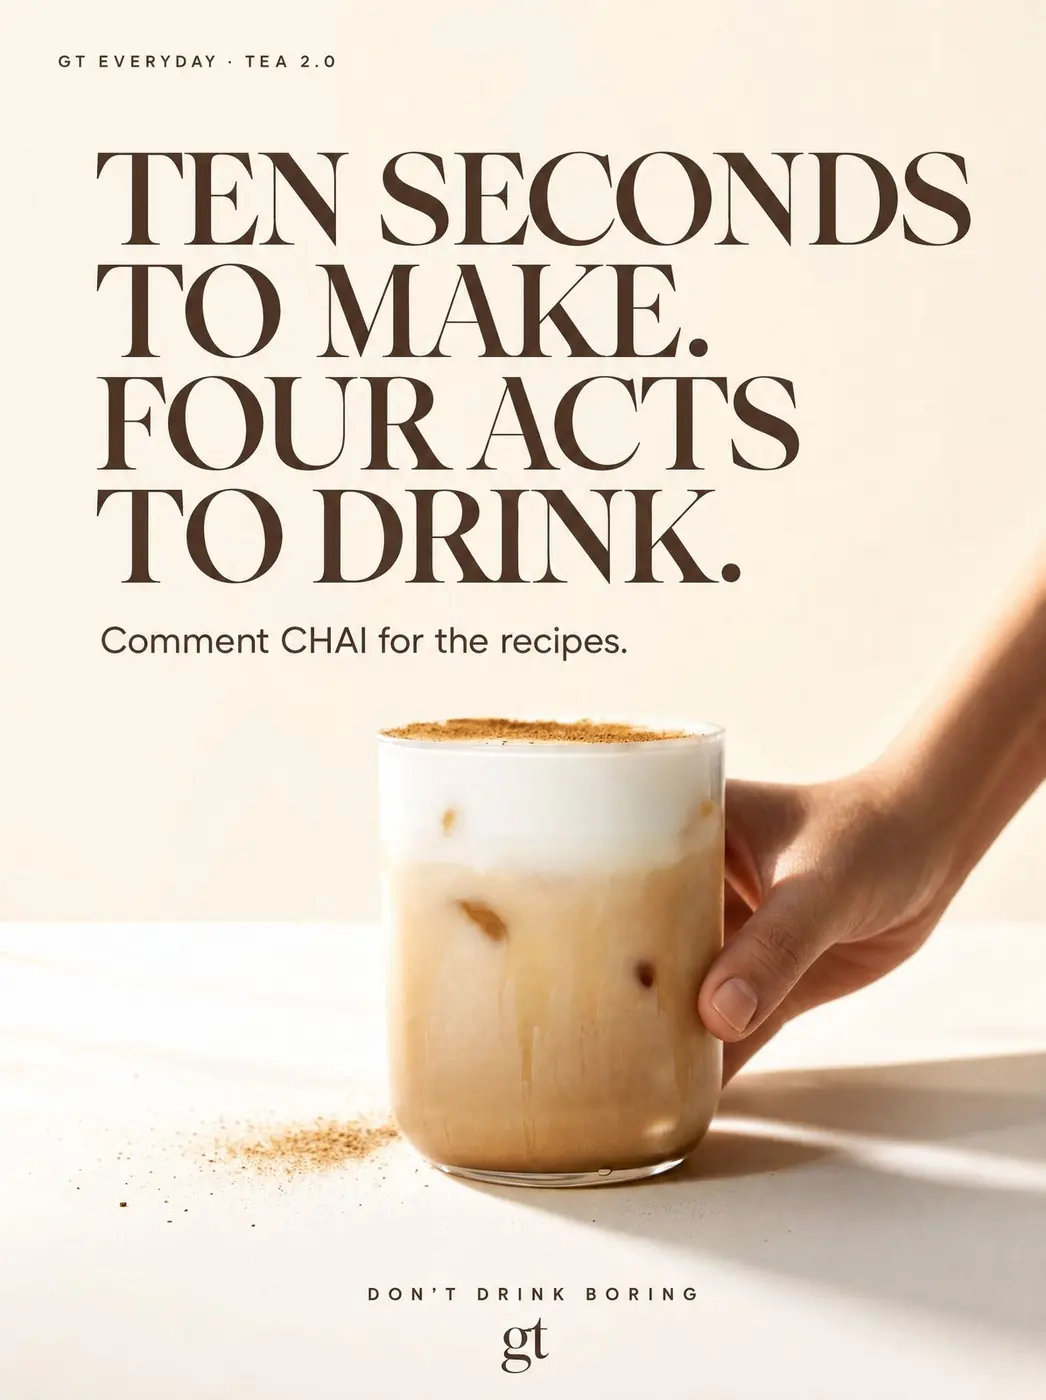 GT EVERYDAY · TEA 2.0
TEN SECONDS
TO MAKE.
FOUR ACTS
TO DRINK.
Comment CHAI for the recipes.
DON'T DRINK BORING
gt